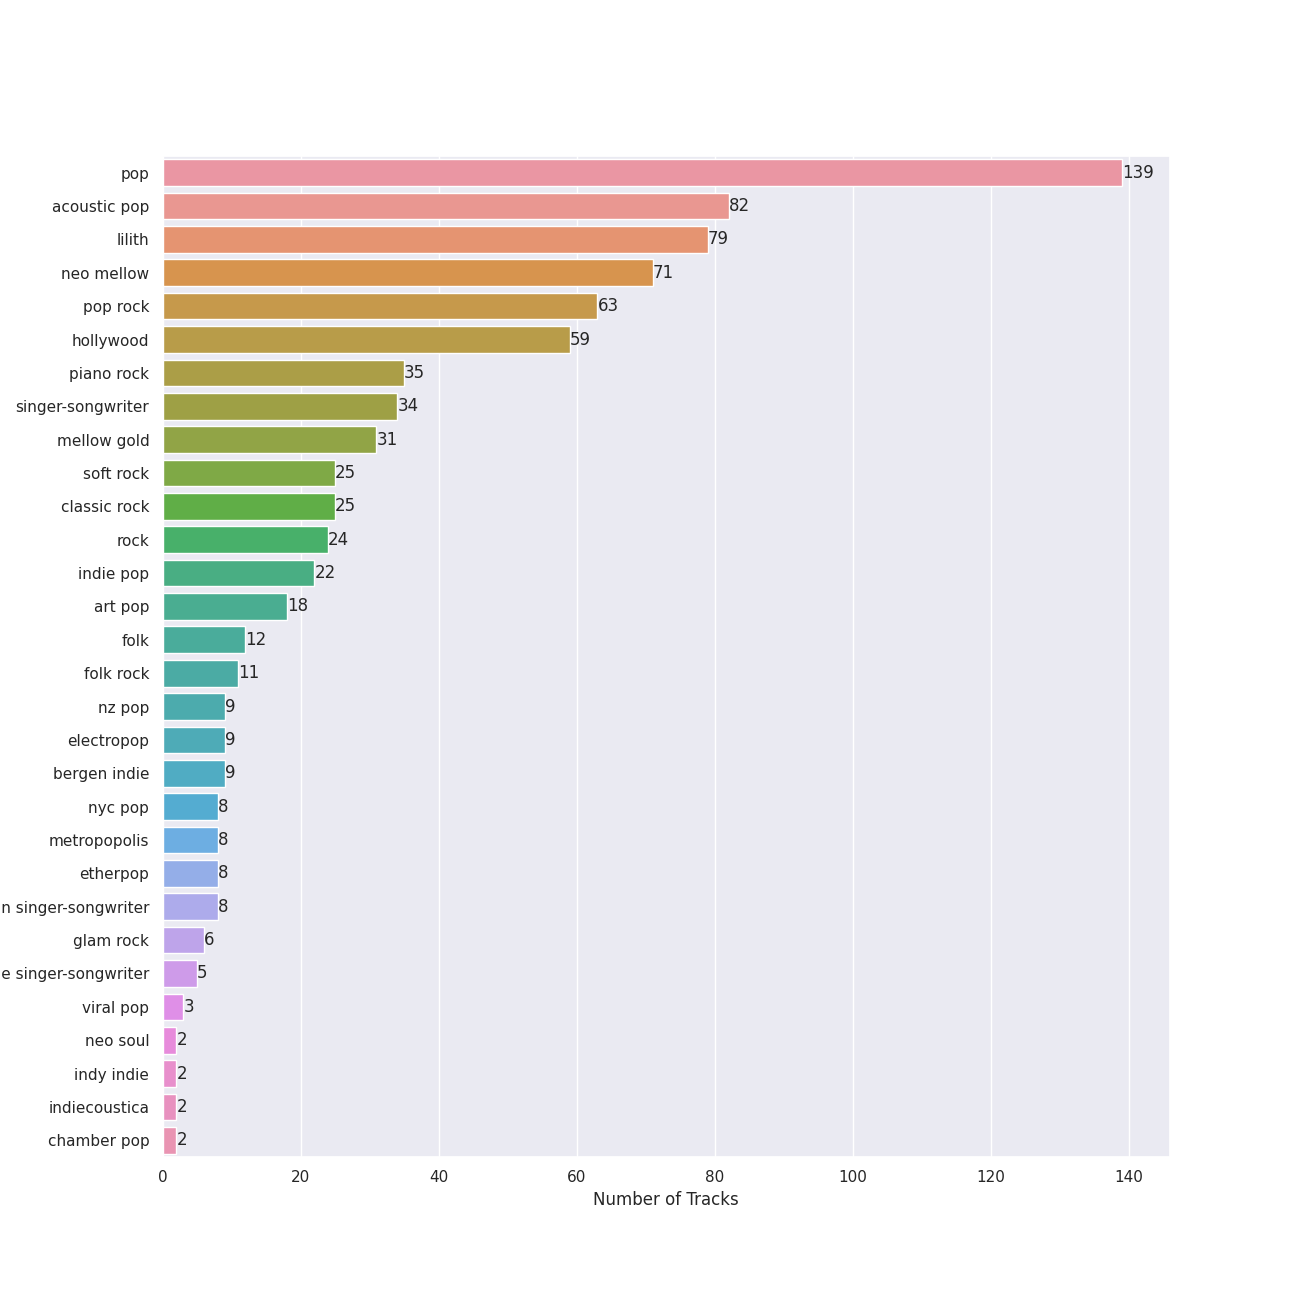 pop 139
acoustic pop 82
lilith 79
neo mellow 71
pop rock 63
hollywood 59
piano rock 35
singer-songwriter 34
mellow gold 31
soft rock 25
classic rock 25
rock 24
indie pop 22
art pop 18
folk 12
folk rock 11
nz pop 9
electropop 9
bergen indie 9
nyc pop 8
metropopolis 8
etherpop 8
n singer-songwriter 8
glam rock 6
e singer-songwriter 5
viral pop 3
neo soul 2
indy indie 2
indiecoustica 2
chamber pop 2
0 20 40 60 80 100 120 140
Number of Tracks